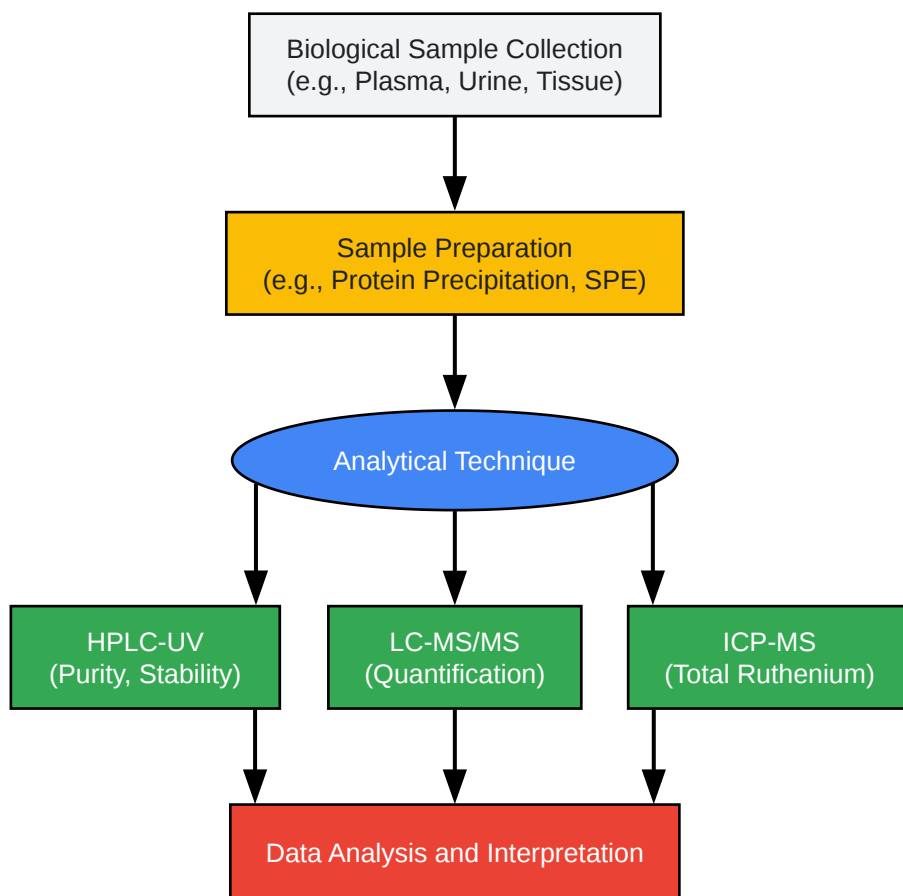 Biological Sample Collection
(e.g., Plasma, Urine, Tissue)
Sample Preparation
(e.g., Protein Precipitation, SPE)
Analytical Technique
HPLC-UV
(Purity, Stability)
LC-MS/MS
(Quantification)
ICP-MS
(Total Ruthenium)
Data Analysis and Interpretation